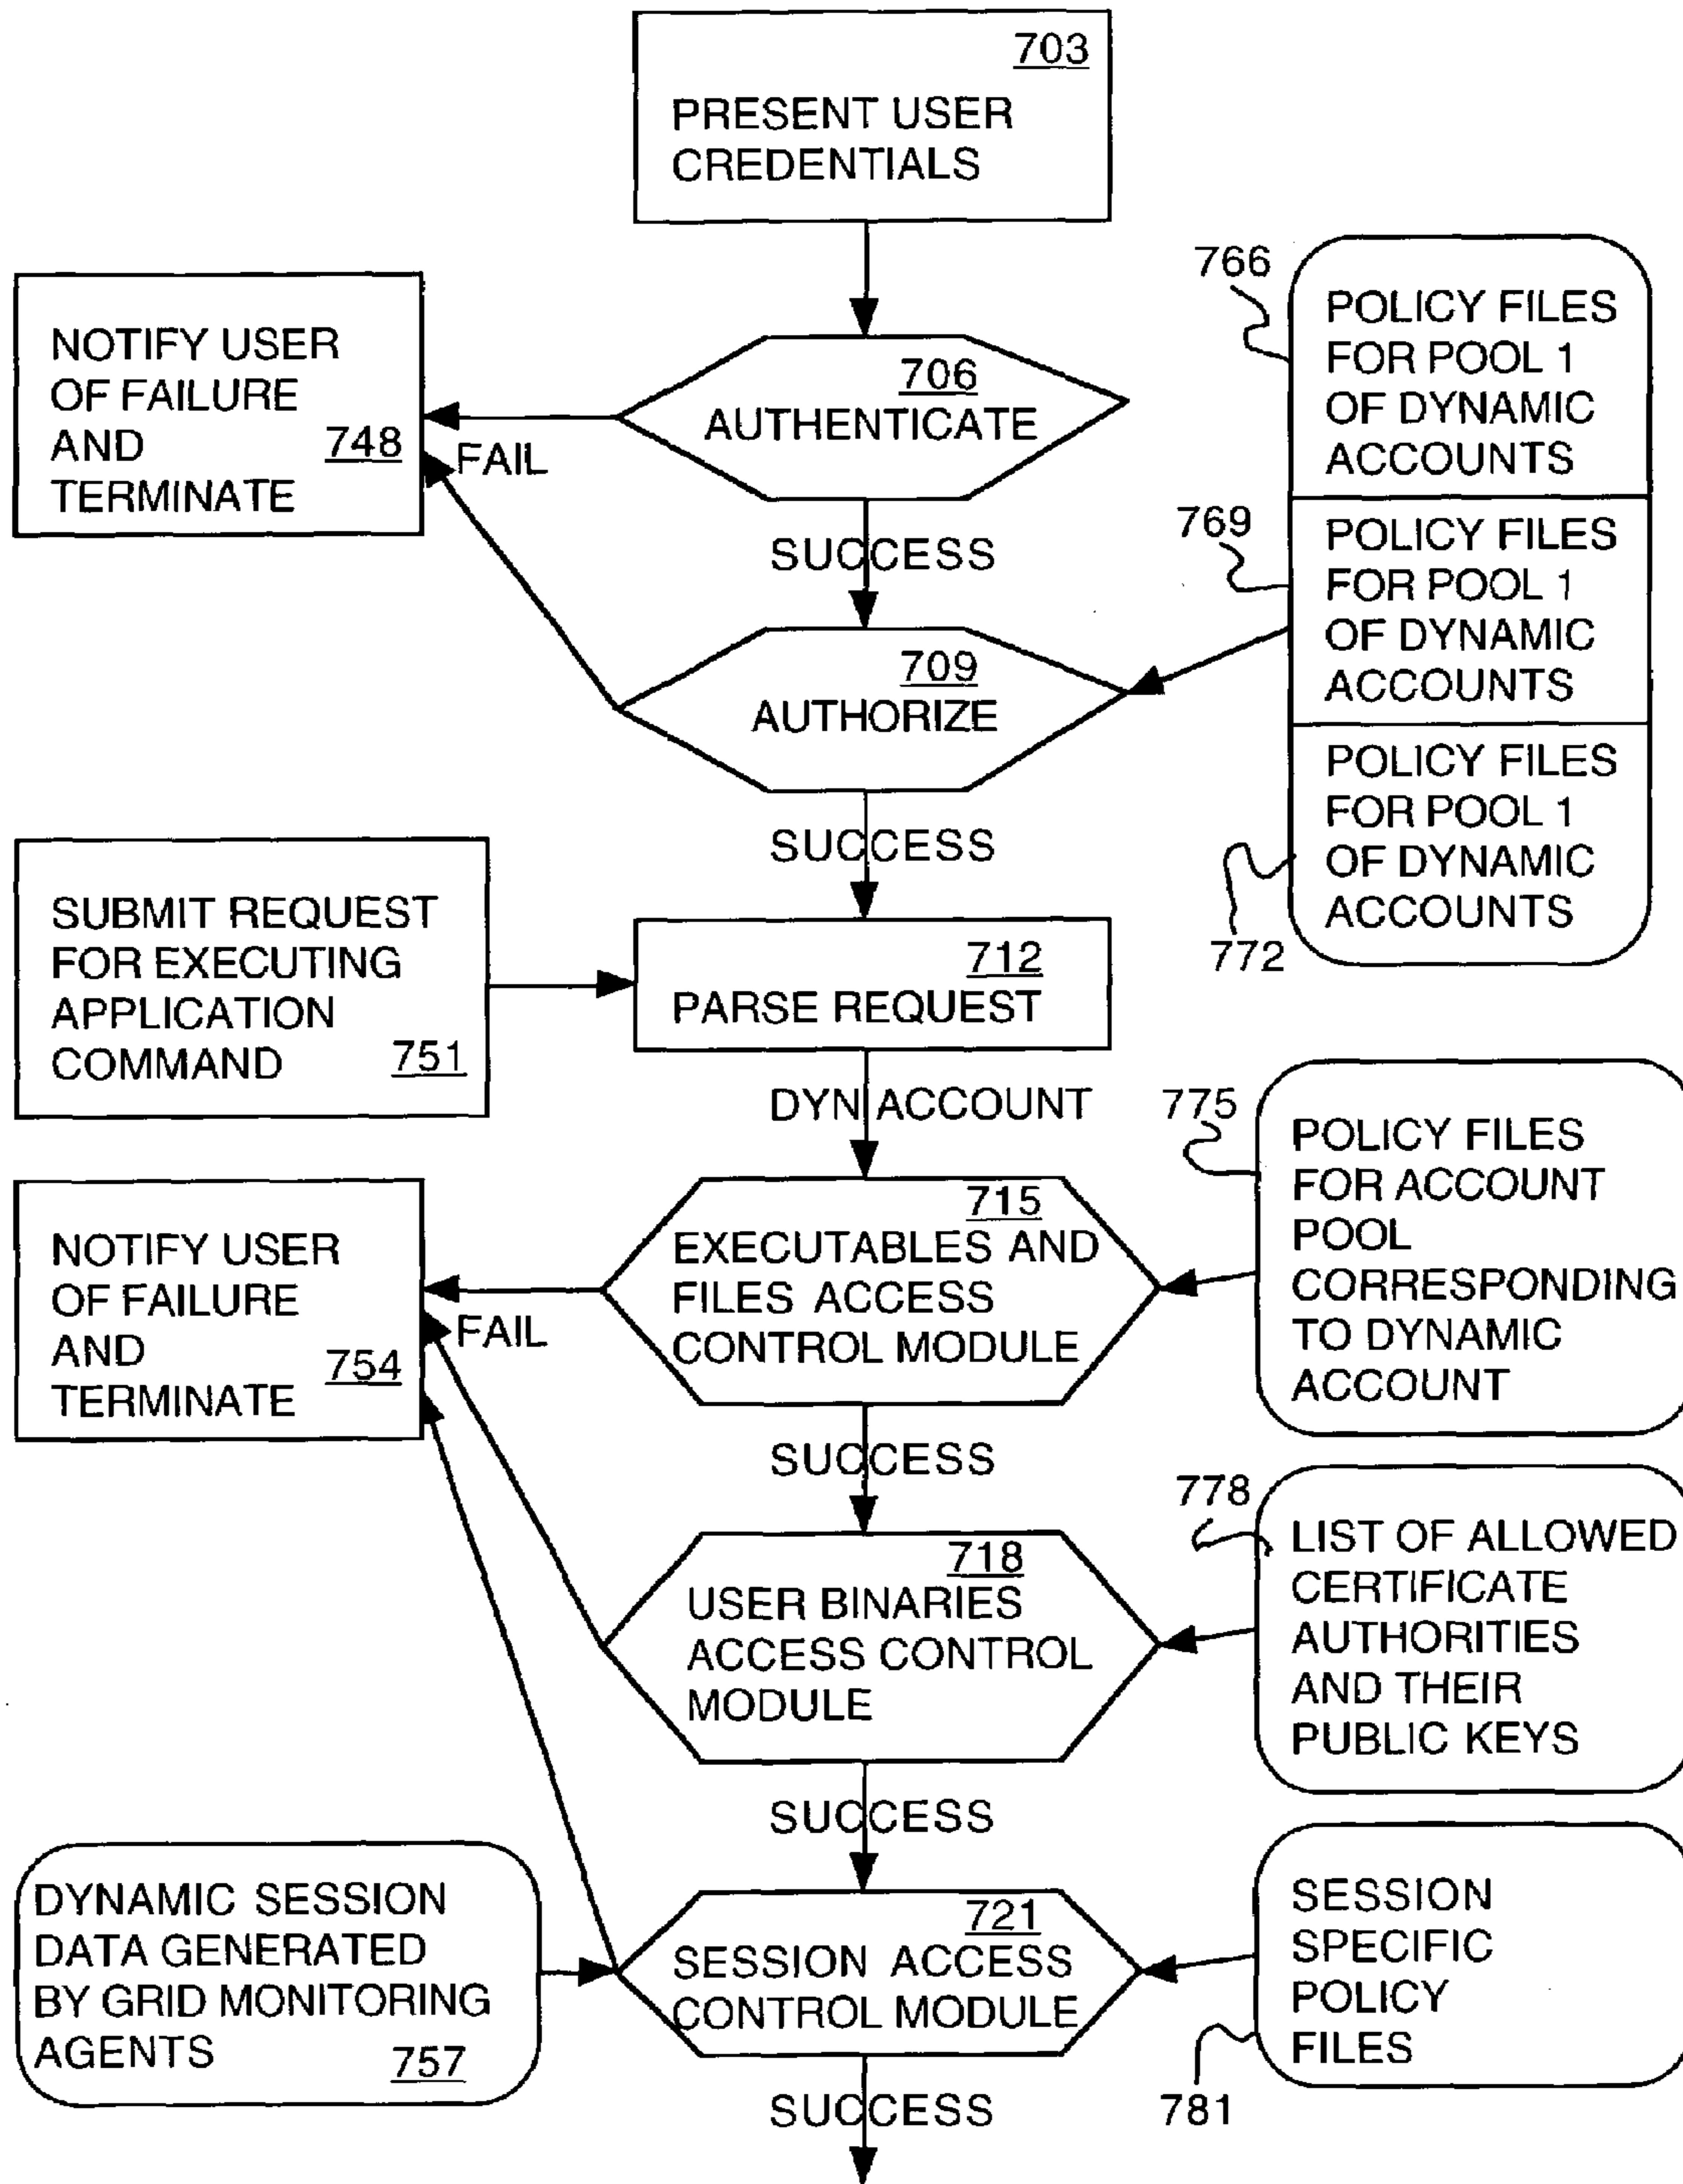 703
PRESENT USER
CREDENTIALS
NOTIFY USER
OF FAILURE
AND
748
TERMINATE
706
AUTHENTICATE
FAIL
SUCCESS
766
POLICY FILES
FOR POOL 1
OF DYNAMIC
ACCOUNTS
769
POLICY FILES
FOR POOL 1
OF DYNAMIC
ACCOUNTS
772
POLICY FILES
FOR POOL 1
OF DYNAMIC
ACCOUNTS
709
AUTHORIZE
SUCCESS
SUBMIT REQUEST
FOR EXECUTING
APPLICATION
COMMAND 751
712
PARSE REQUEST
DYN ACCOUNT
775
POLICY FILES
FOR ACCOUNT
POOL
CORRESPONDING
TO DYNAMIC
ACCOUNT
NOTIFY USER
OF FAILURE
AND
754
TERMINATE
715
EXECUTABLES AND
FILES ACCESS
CONTROL MODULE
FAIL
SUCCESS
778
LIST OF ALLOWED
CERTIFICATE
AUTHORITIES
AND THEIR
PUBLIC KEYS
718
USER BINARIES
ACCESS CONTROL
MODULE
SUCCESS
DYNAMIC SESSION
DATA GENERATED
BY GRID MONITORING
AGENTS 757
721
SESSION ACCESS
CONTROL MODULE
SESSION
SPECIFIC
POLICY
FILES
781
SUCCESS